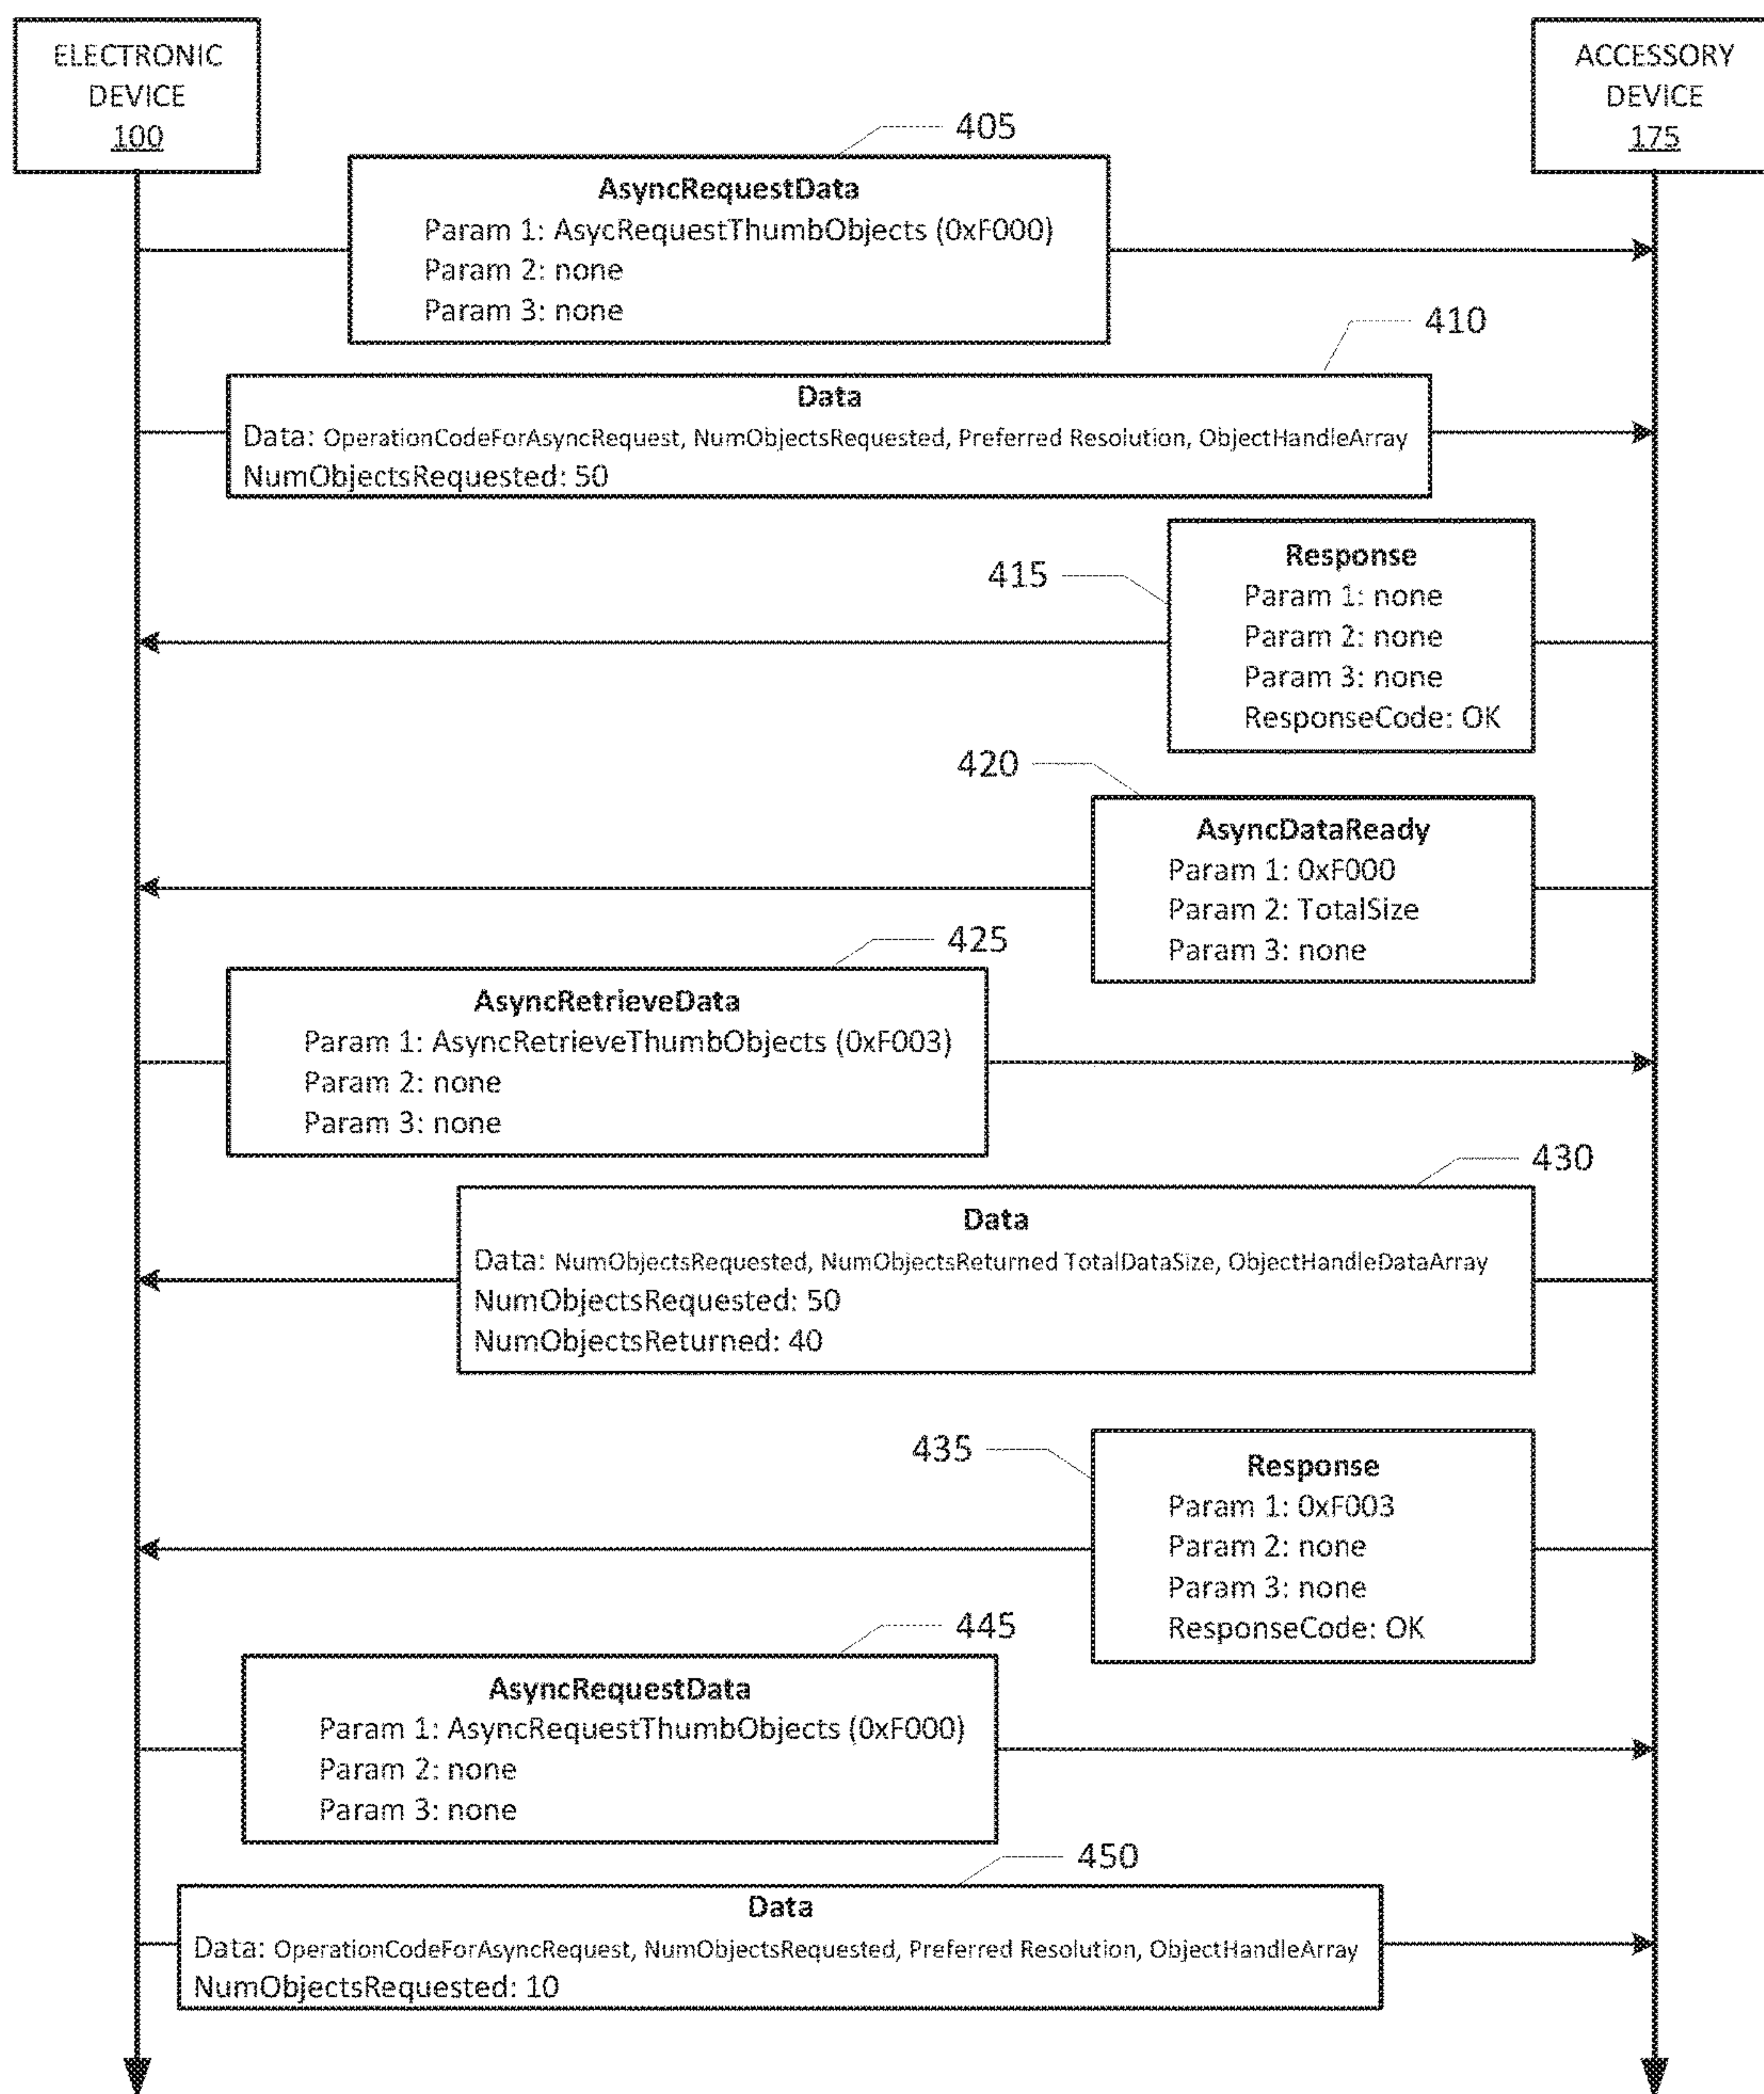 ELECTRONIC
DEVICE
100
ACCESSORY
DEVICE
175
405
AsyncRequestData
Param 1: AsycRequestThumbObjects (0xF000)
Param 2: none
Param 3: none
410
Data
Data: OperationCodeForAsyncRequest, NumObjectsRequested, Preferred Resolution, ObjectHandleArray
NumObjectsRequested: 50
415
Response
Param 1: none
Param 2: none
Param 3: none
ResponseCode: OK
420
AsyncDataReady
Param 1: 0xF000
Param 2: TotalSize
Param 3: none
425
AsyncRetrieveData
Param 1: AsyncRetrieveThumbObjects (0xF003)
Param 2: none
Param 3: none
430
Data
Data: NumObjectsRequested, NumObjectsReturned TotalDataSize, ObjectHandleDataArray
NumObjectsRequested: 50
NumObjectsReturned: 40
435
Response
Param 1: 0xF003
Param 2: none
Param 3: none
ResponseCode: OK
445
AsyncRequestData
Param 1: AsyncRequestThumbObjects (0xF000)
Param 2: none
Param 3: none
450
Data
Data: OperationCodeForAsyncRequest, NumObjectsRequested, Preferred Resolution, ObjectHandleArray
NumObjectsRequested: 10